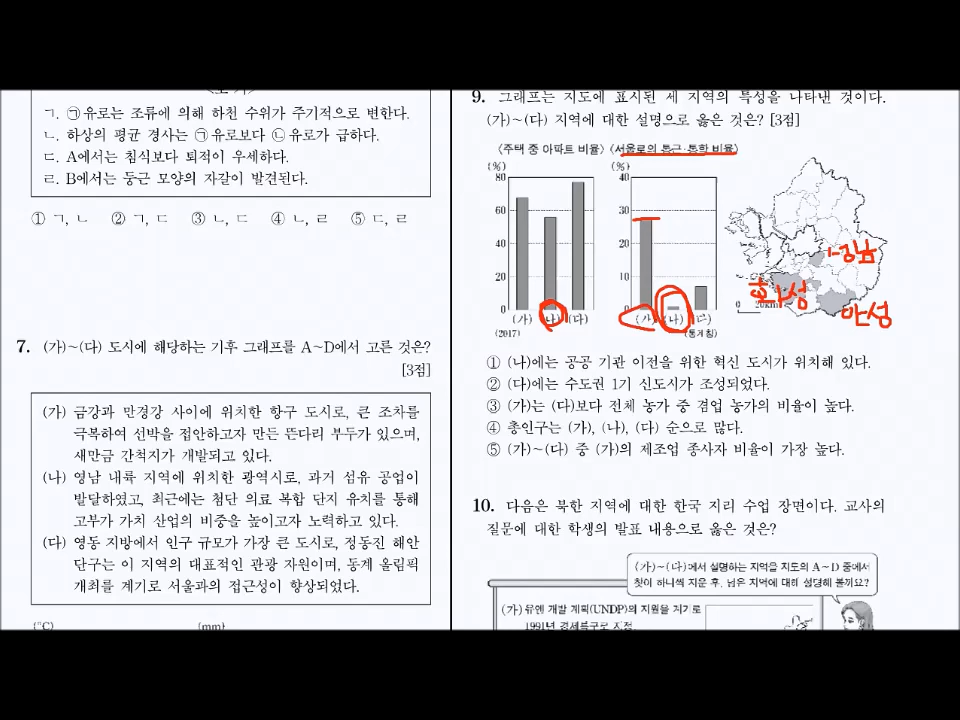 ㄱ. ㉠유로는 조류에 의해 하천 수위가 주기적으로 변한다.
ㄴ. 하상의 평균 경사는 ㉠유로보다 ㉡유로가 급하다.
ㄷ. A에서는 침식보다 퇴적이 우세하다.
ㄹ. B에서는 둥근 모양의 자갈이 발견된다.
① ㄱ, ㄴ ② ㄱ, ㄷ ③ ㄴ, ㄷ ④ ㄴ, ㄹ ⑤ ㄷ, ㄹ
7. (가)~(다) 도시에 해당하는 기후 그래프를 A~D에서 고른 것은?
[3점]
(가) 금강과 만경강 사이에 위치한 항구 도시로, 큰 조차를
극복하여 선박을 접안하고자 만든 뜬다리 부두가 있으며,
새만금 간척지가 개발되고 있다.
(나) 영남 내륙 지역에 위치한 광역시로, 과거 섬유 공업이
발달하였고, 최근에는 첨단 의료 복합 단지 유치를 통해
고부가 가치 산업의 비중을 높이고자 노력하고 있다.
(다) 영동 지방에서 인구 규모가 가장 큰 도시로, 정동진 해안
단구는 이 지역의 대표적인 관광 자원이며, 동계 올림픽
개최를 계기로 서울과의 접근성이 향상되었다.
(℃) (mm)
9. 그래프는 지도에 표시된 세 지역의 특성을 나타낸 것이다.
(가)~(다) 지역에 대한 설명으로 옳은 것은? [3점]
〈주택 중 아파트 비율〉 〈서울로의 통근·통학 비율〉
(%) (%)
80 40
60 30
40 20
20 10
0 0
(가) (나) (다) (가) (나) (다)
(2017) (통계청)
하남
화성
안성
0 20km
① (나)에는 공공 기관 이전을 위한 혁신 도시가 위치해 있다.
② (다)에는 수도권 1기 신도시가 조성되었다.
③ (가)는 (다)보다 전체 농가 중 겸업 농가의 비율이 높다.
④ 총인구는 (가), (나), (다) 순으로 많다.
⑤ (가)~(다) 중 (가)의 제조업 종사자 비율이 가장 높다.
10. 다음은 북한 지역에 대한 한국 지리 수업 장면이다. 교사의
질문에 대한 학생의 발표 내용으로 옳은 것은?
(가)~(다)에서 설명하는 지역을 지도의 A~D 중에서
찾아 하나씩 지운 후, 남은 지역에 대해 설명해 볼까요?
(가) 유엔 개발 계획(UNDP)의 지원을 계기로
1991년 경제특구로 지정